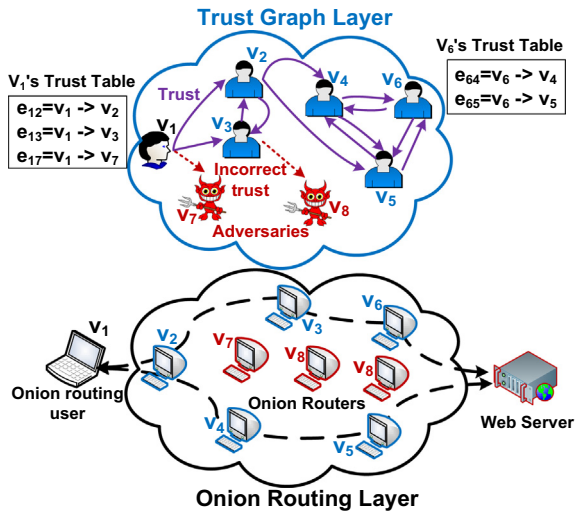 Trust Graph Layer
V1's Trust Table
e12=v1 -> v2
e13=v1 -> v3
e17=v1 -> v7
V6's Trust Table
e64=v6 -> v4
e65=v6 -> v5
Trust
v1
v2
v3
v4
v6
v5
Incorrect
trust
v7
v8
Adversaries
v1
Onion routing
user
v2
v3
v6
v7
v8
v8
Onion Routers
v4
v5
Web Server
Onion Routing Layer